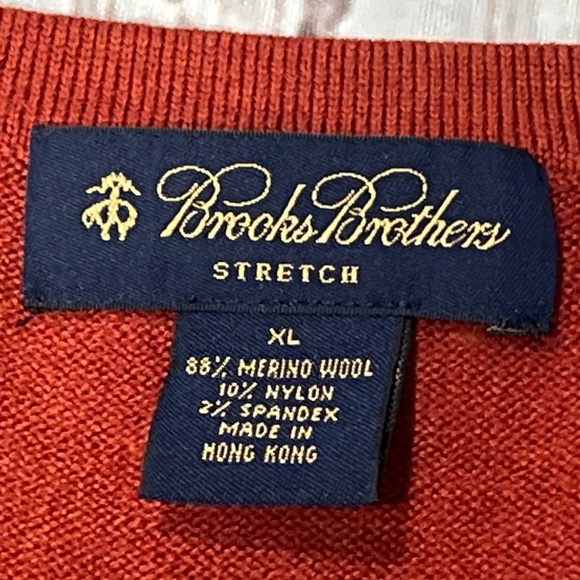 Brooks Brothers
STRETCH
XL
88% MERINO WOOL
10% NYLON
2% SPANDEX
MADE IN
HONG KONG